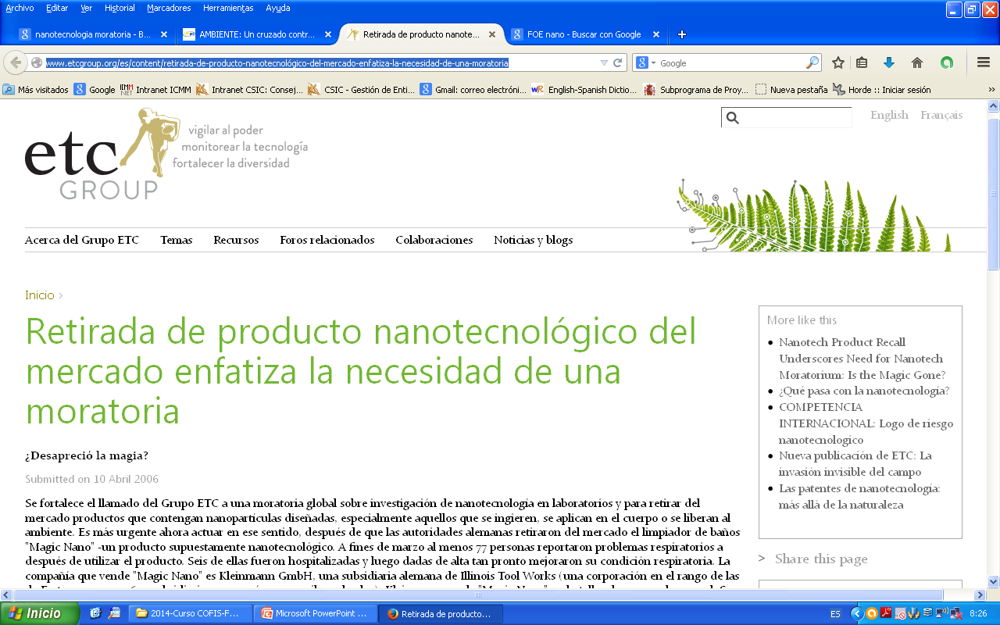 Archivo Editar Ver Historial Marcadores Herramientas Ayuda
nanotecnologia moratoria - B... AMBIENTE: Un cruzado contr... Retirada de producto nanote... FOE nano - Buscar con Google
www.etcgroup.org/es/content/retirada-de-producto-nanotecnológico-del-mercado-enfatiza-la-necesidad-de-una-moratoria Google
Más visitados Google Intranet ICMM Intranet CSIC: Consej... CSIC - Gestión de Enti... Gmail: correo electróni... English-Spanish Dictio... Subprograma de Proy... Nueva pestaña Horde :: Iniciar sesión
etc GROUP
vigilar al poder
monitorear la tecnología
fortalecer la diversidad
English Français
Acerca del Grupo ETC Temas Recursos Foros relacionados Colaboraciones Noticias y blogs
Inicio ›
Retirada de producto nanotecnológico del
mercado enfatiza la necesidad de una
moratoria
¿Desapreció la magia?
Submitted on 10 Abril 2006
Se fortalece el llamado del Grupo ETC a una moratoria global sobre investigación de nanotecnología en laboratorios y para retirar del
mercado productos que contengan nanopartículas diseñadas, especialmente aquellos que se ingieren, se aplican en el cuerpo o se liberan al
ambiente. Es más urgente ahora actuar en ese sentido, después de que las autoridades alemanas retiraron del mercado el limpiador de baños
"Magic Nano" -un producto supuestamente nanotecnológico. A fines de marzo al menos 77 personas reportaron problemas respiratorios a
después de utilizar el producto. Seis de ellas fueron hospitalizadas y luego dadas de alta tan pronto mejoraron su condición respiratoria. La
compañía que vende "Magic Nano" es Kleinmann GmbH, una subsidiaria alemana de Illinois Tool Works (una corporación en el rango de las
More like this
Nanotech Product Recall
Underscores Need for Nanotech
Moratorium: Is the Magic Gone?
¿Qué pasa con la nanotecnología?
COMPETENCIA
INTERNACIONAL: Logo de riesgo
nanotecnologico
Nueva publicación de ETC: La
invasión invisible del campo
Las patentes de nanotecnología:
más allá de la naturaleza
> Share this page
Inicio 2014-Curso COFIS-F... Microsoft PowerPoint ... Retirada de producto... ES 8:26